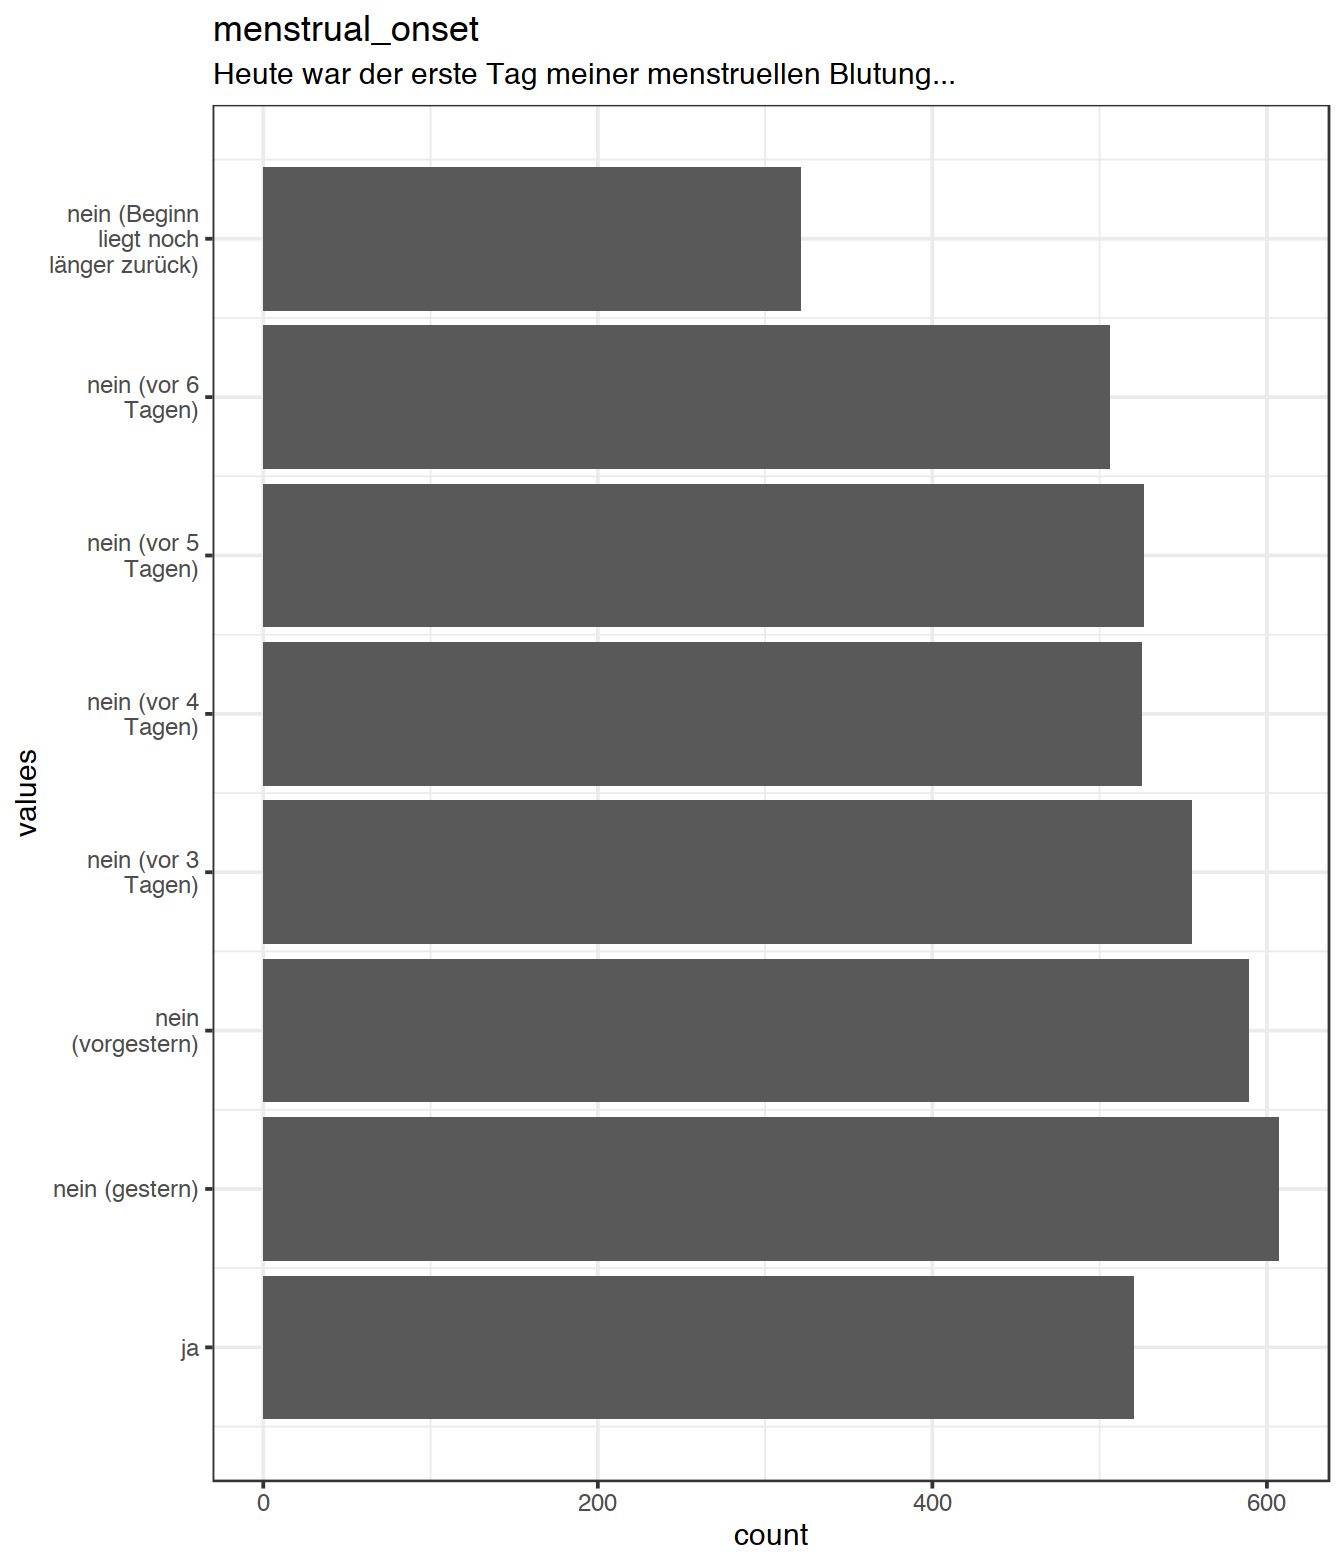 menstrual_onset
Heute war der erste Tag meiner menstruellen Blutung...
nein (Beginn
liegt noch
länger zurück)
nein (vor 6
Tagen)
nein (vor 5
Tagen)
nein (vor 4
Tagen)
nein (vor 3
Tagen)
nein
(vorgestern)
nein (gestern)
ja
values
0
200
400
600
count